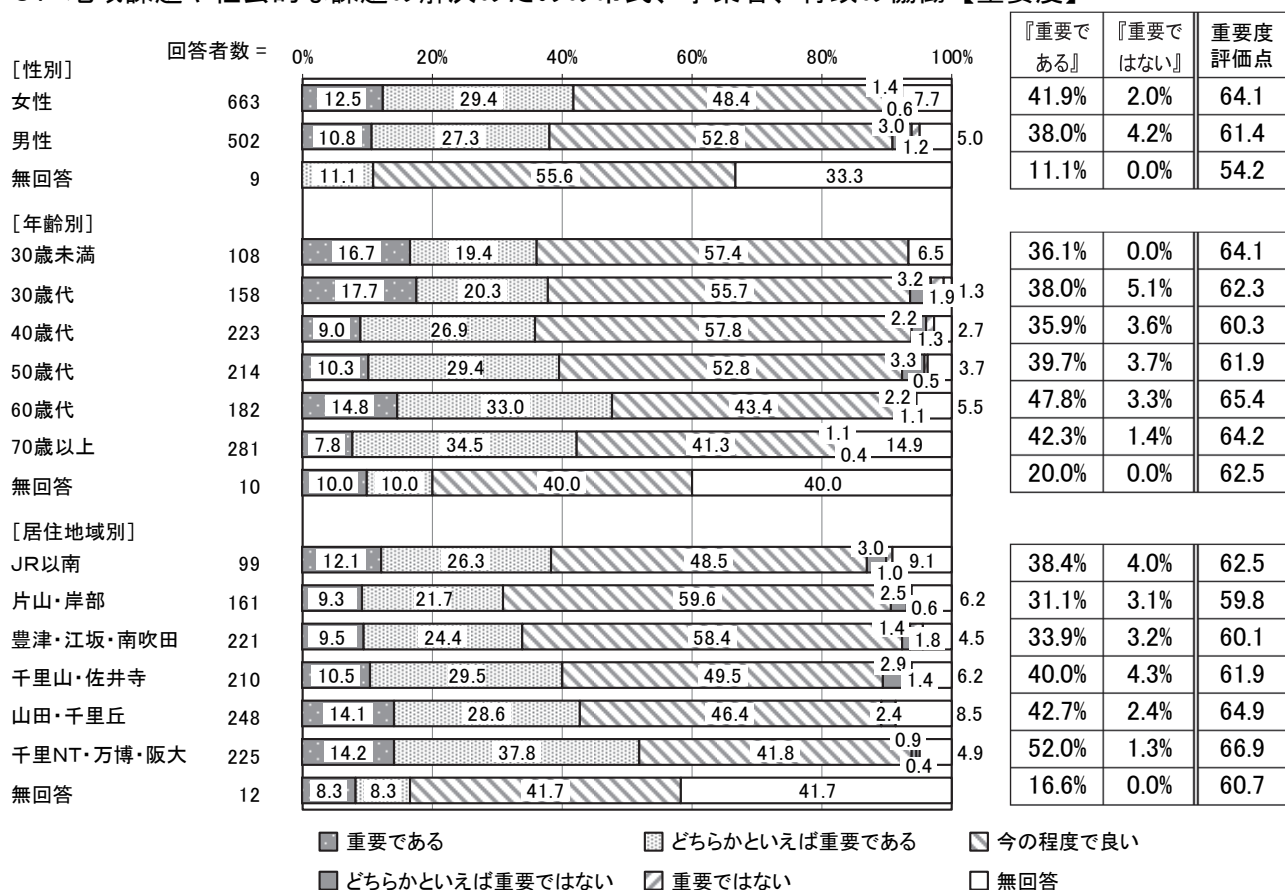 『重要で
ある』
『重要で
はない』
重要度
評価点
回答者数 =
0% 20% 40% 60% 80% 100%
[性別]
女性 663 12.5 29.4 48.4 1.4 0.6 7.7 41.9% 2.0% 64.1
男性 502 10.8 27.3 52.8 3.0 1.2 5.0 38.0% 4.2% 61.4
無回答 9 11.1 55.6 33.3 11.1% 0.0% 54.2
[年齢別]
30歳未満 108 16.7 19.4 57.4 6.5 36.1% 0.0% 64.1
30歳代 158 17.7 20.3 55.7 3.2 1.9 1.3 38.0% 5.1% 62.3
40歳代 223 9.0 26.9 57.8 2.2 1.3 2.7 35.9% 3.6% 60.3
50歳代 214 10.3 29.4 52.8 3.3 0.5 3.7 39.7% 3.7% 61.9
60歳代 182 14.8 33.0 43.4 2.2 1.1 5.5 47.8% 3.3% 65.4
70歳以上 281 7.8 34.5 41.3 1.1 0.4 14.9 42.3% 1.4% 64.2
無回答 10 10.0 10.0 40.0 40.0 20.0% 0.0% 62.5
[居住地域別]
JR以南 99 12.1 26.3 48.5 3.0 1.0 9.1 38.4% 4.0% 62.5
片山・岸部 161 9.3 21.7 59.6 2.5 0.6 6.2 31.1% 3.1% 59.8
豊津・江坂・南吹田 221 9.5 24.4 58.4 1.4 1.8 4.5 33.9% 3.2% 60.1
千里山・佐井寺 210 10.5 29.5 49.5 2.9 1.4 6.2 40.0% 4.3% 61.9
山田・千里丘 248 14.1 28.6 46.4 2.4 8.5 42.7% 2.4% 64.9
千里NT・万博・阪大 225 14.2 37.8 41.8 0.9 0.4 4.9 52.0% 1.3% 66.9
無回答 12 8.3 8.3 41.7 41.7 16.6% 0.0% 60.7
重要である どちらかといえば重要である 今の程度で良い
どちらかといえば重要ではない 重要ではない 無回答